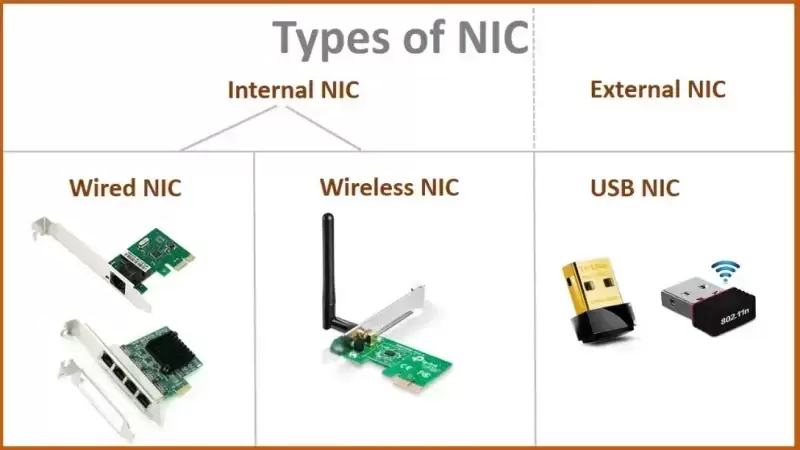 Types of NIC
Internal NIC
External NIC
Wired NIC
Wireless NIC
USB NIC
802.11n